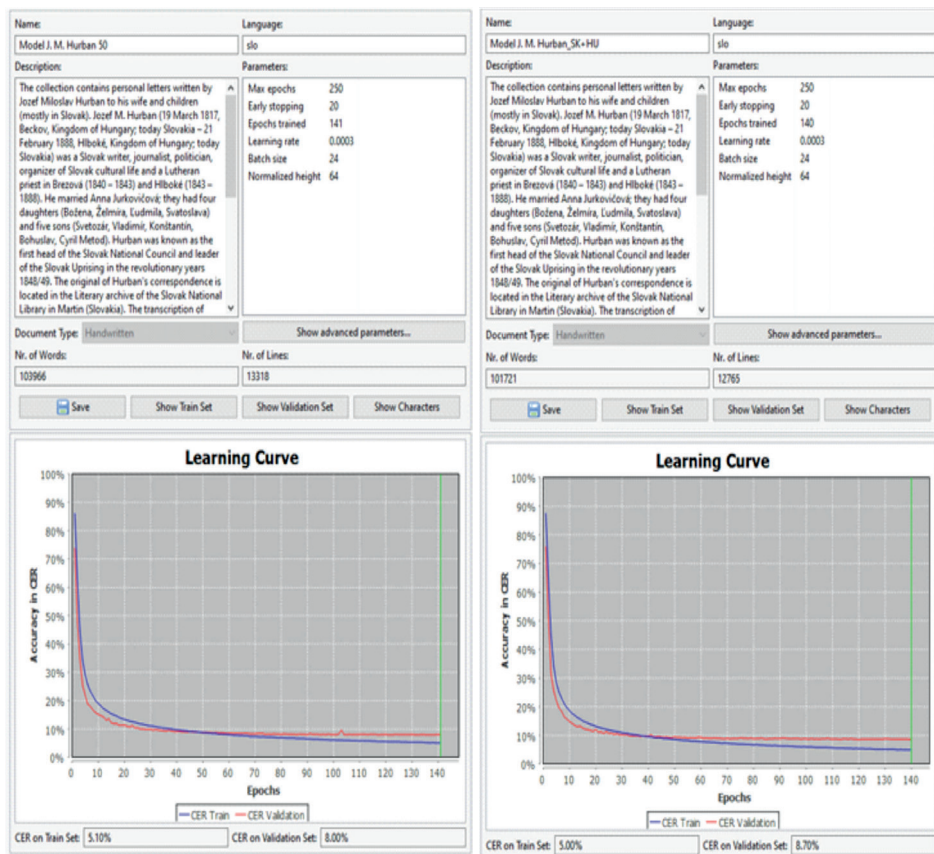 Name:
Language:
Model J. M. Hurban 50
slo
Description:
Parameters:
The collection contains personal letters written by
Jozef Miloslav Hurban to his wife and children
(mostly in Slovak). Jozef M. Hurban (19 March 1817,
Beckov, Kingdom of Hungary; today Slovakia – 21
February 1888, Hlboké, Kingdom of Hungary; today
Slovakia) was a Slovak writer, journalist, politician,
organizer of Slovak cultural life and a Lutheran
priest in Brezová (1840 – 1843) and Hlboké (1843 –
1888). He married Anna Jurkovičová; they had four
daughters (Božena, Želmíra, Ľudmila, Svatoslava)
and five sons (Svetozár, Vladimír, Konštantín,
Bohuslav, Cyril Metod). Hurban was known as the
first head of the Slovak National Council and leader
of the Slovak Uprising in the revolutionary years
1848/49. The original of Hurban's correspondence is
located in the Literary archive of the Slovak National
Library in Martin (Slovakia). The transcription of
Max epochs 250
Early stopping 20
Epochs trained 141
Learning rate 0.0003
Batch size 24
Normalized height 64
Document Type: Handwritten
Show advanced parameters...
Nr. of Words:
Nr. of Lines:
103966
13318
Save
Show Train Set
Show Validation Set
Show Characters
Learning Curve
Accuracy in CER
100%
90%
80%
70%
60%
50%
40%
30%
20%
10%
0%
0 10 20 30 40 50 60 70 80 90 100 110 120 130 140
Epochs
CER Train CER Validation
CER on Train Set: 5.10%
CER on Validation Set: 8.00%
Name:
Language:
Model J. M. Hurban_SK+HU
slo
Description:
Parameters:
The collection contains personal letters written by
Jozef Miloslav Hurban to his wife and children
(mostly in Slovak). Jozef M. Hurban (19 March 1817,
Beckov, Kingdom of Hungary; today Slovakia – 21
February 1888, Hlboké, Kingdom of Hungary; today
Slovakia) was a Slovak writer, journalist, politician,
organizer of Slovak cultural life and a Lutheran
priest in Brezová (1840 – 1843) and Hlboké (1843 –
1888). He married Anna Jurkovičová; they had four
daughters (Božena, Želmíra, Ľudmila, Svatoslava)
and five sons (Svetozár, Vladimír, Konštantín,
Bohuslav, Cyril Metod). Hurban was known as the
first head of the Slovak National Council and leader
of the Slovak Uprising in the revolutionary years
1848/49. The original of Hurban's correspondence is
located in the Literary archive of the Slovak National
Library in Martin (Slovakia). The transcription of
Max epochs 250
Early stopping 20
Epochs trained 140
Learning rate 0.0003
Batch size 24
Normalized height 64
Document Type: Handwritten
Show advanced parameters...
Nr. of Words:
Nr. of Lines:
101721
12765
Save
Show Train Set
Show Validation Set
Show Characters
Learning Curve
Accuracy in CER
100%
90%
80%
70%
60%
50%
40%
30%
20%
10%
0%
0 10 20 30 40 50 60 70 80 90 100 110 120 130 140
Epochs
CER Train CER Validation
CER on Train Set: 5.00%
CER on Validation Set: 8.70%